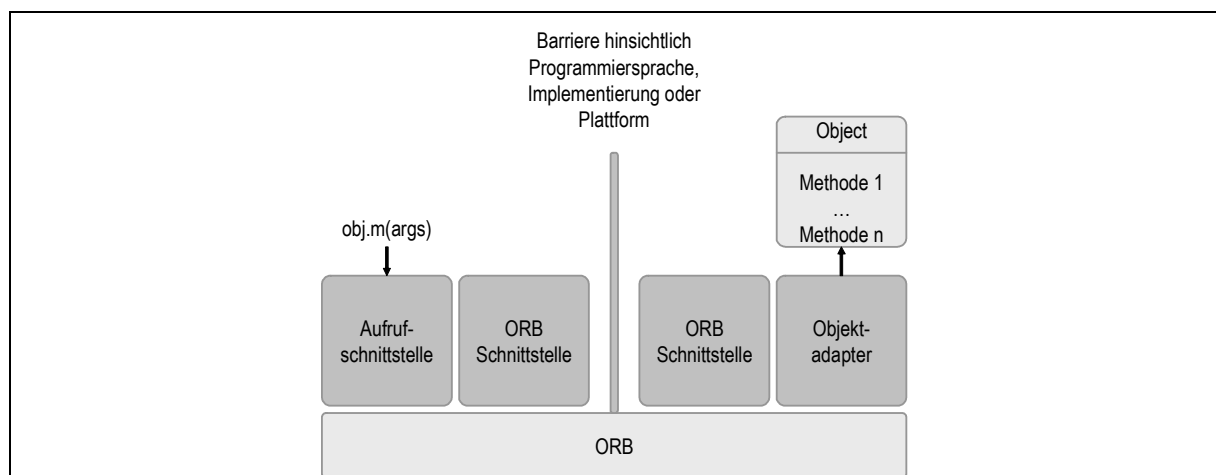 Barriere hinsichtlich
Programmiersprache,
Implementierung oder
Plattform
Object
Methode 1
...
Methode n
obj.m(args)
Aufruf-
schnittstelle
ORB
Schnittstelle
ORB
Schnittstelle
Objekt-
adapter
ORB